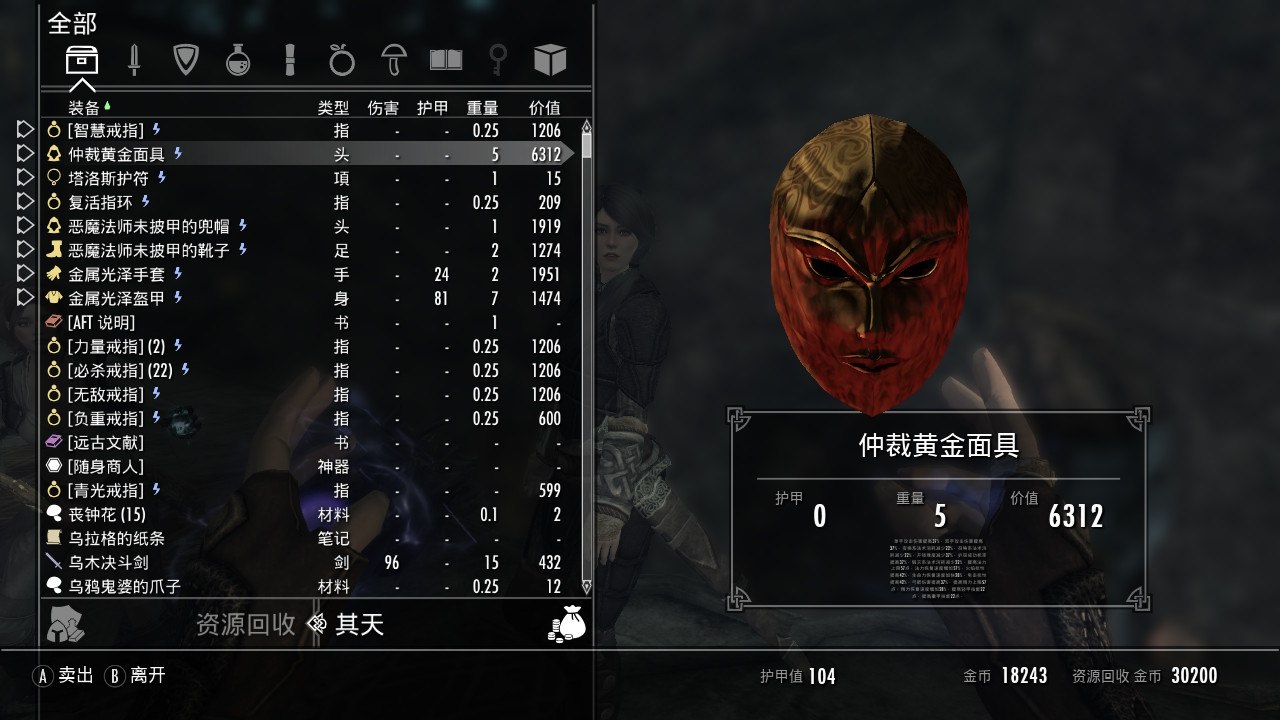 全部
装备 类型 伤害 护甲 重量 价值
[智慧戒指] 指 - - 0.25 1206
仲裁黄金面具 头 - - 5 6312
塔洛斯护符 項 - - 1 15
复活指环 指 - - 0.25 209
恶魔法师未披甲的兜帽 头 - - 1 1919
恶魔法师未披甲的靴子 足 - - 2 1274
金属光泽手套 手 - 24 2 1951
金属光泽盔甲 身 - 81 7 1474
[AFT 说明] 书 - - 1 -
[力量戒指] (2) 指 - - 0.25 1206
[必杀戒指] (22) 指 - - 0.25 1206
[无敌戒指] 指 - - 0.25 1206
[负重戒指] 指 - - 0.25 600
[远古文献] 书 - - - -
[随身商人] 神器 - - - -
[青光戒指] 指 - - - 599
丧钟花 (15) 材料 - - 0.1 2
乌拉格的纸条 笔记 - - - -
乌木决斗剑 剑 96 - 15 432
乌鸦鬼婆的爪子 材料 - - 0.25 12
资源回收 其天
仲裁黄金面具
护甲 0 重量 5 价值 6312
A 卖出 B 离开 护甲值 104 金币 18243 资源回收 金币 30200